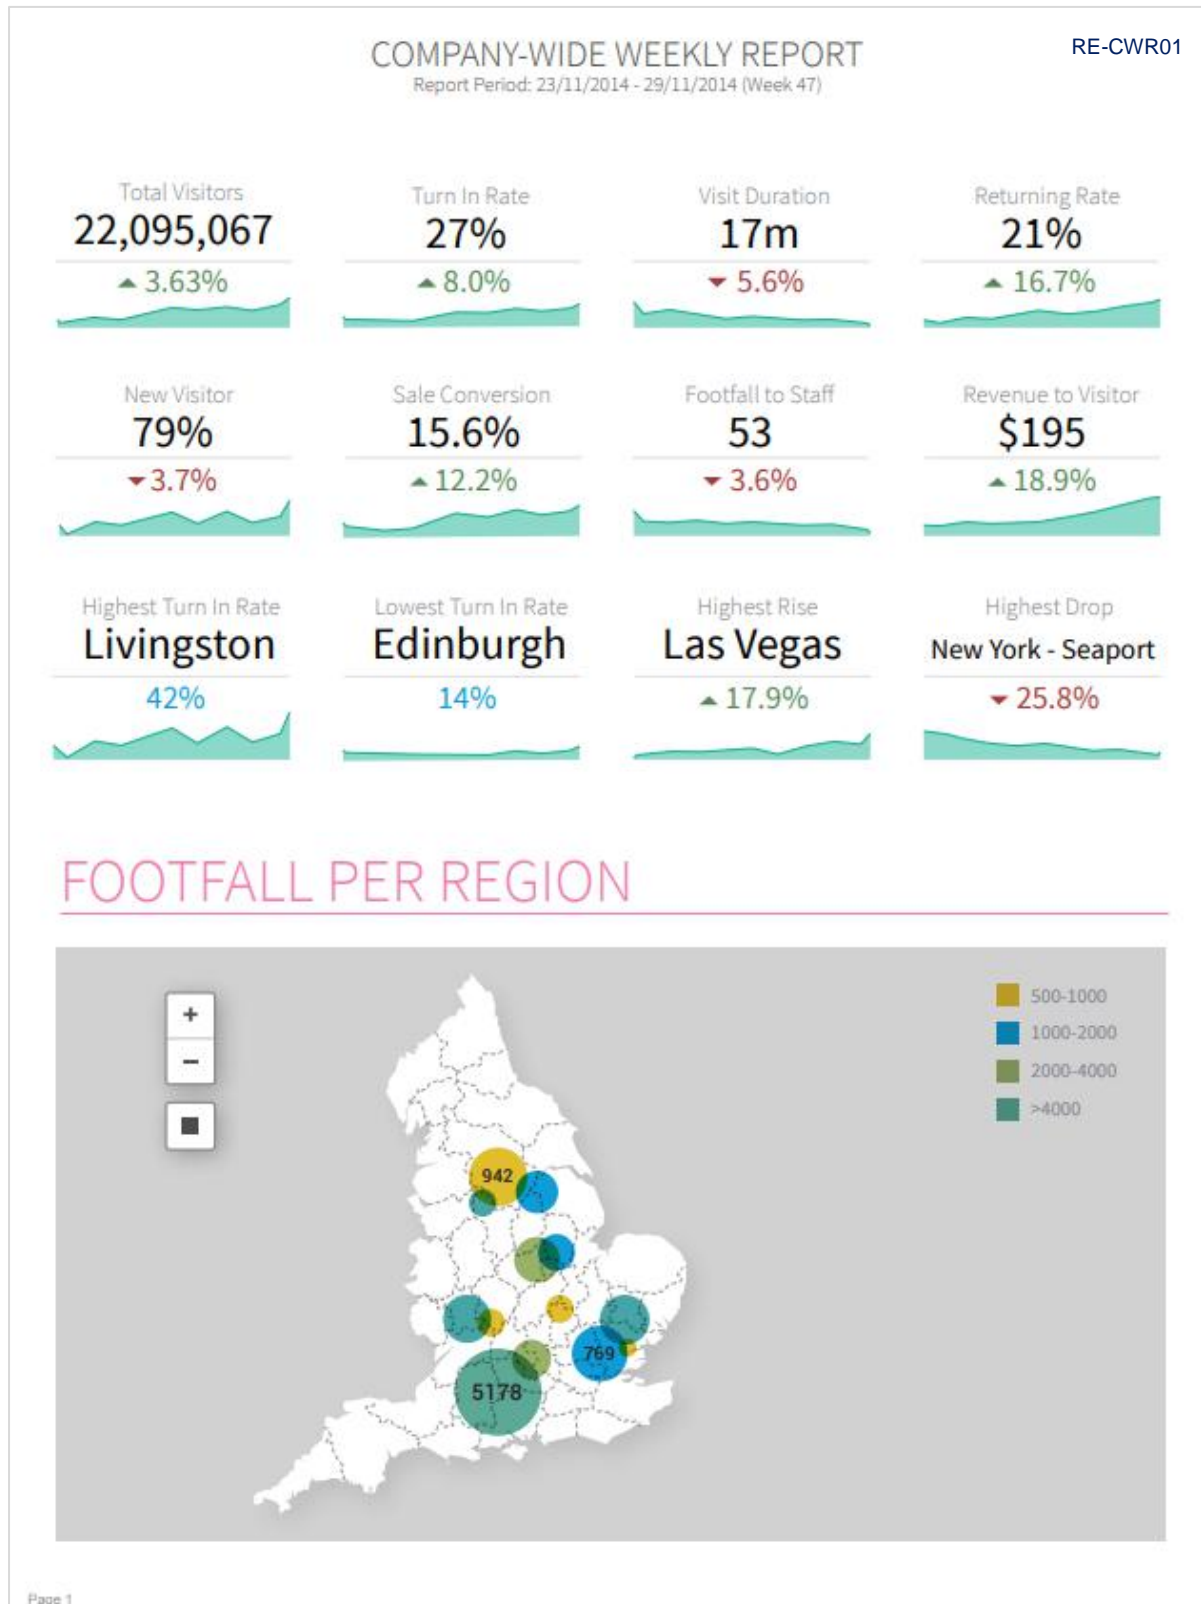 COMPANY-WIDE WEEKLY REPORT
RE-CWR01
Report Period: 23/11/2014 - 29/11/2014 (Week 47)
Total Visitors
22,095,067
3.63%
Turn In Rate
27%
8.0%
Visit Duration
17m
5.6%
Returning Rate
21%
16.7%
New Visitor
79%
3.7%
Sale Conversion
15.6%
12.2%
Footfall to Staff
53
3.6%
Revenue to Visitor
$195
18.9%
Highest Turn In Rate
Livingston
42%
Lowest Turn In Rate
Edinburgh
14%
Highest Rise
Las Vegas
17.9%
Highest Drop
New York - Seaport
25.8%
FOOTFALL PER REGION
+
−
500-1000
1000-2000
2000-4000
>4000
942
769
5178
Page 1